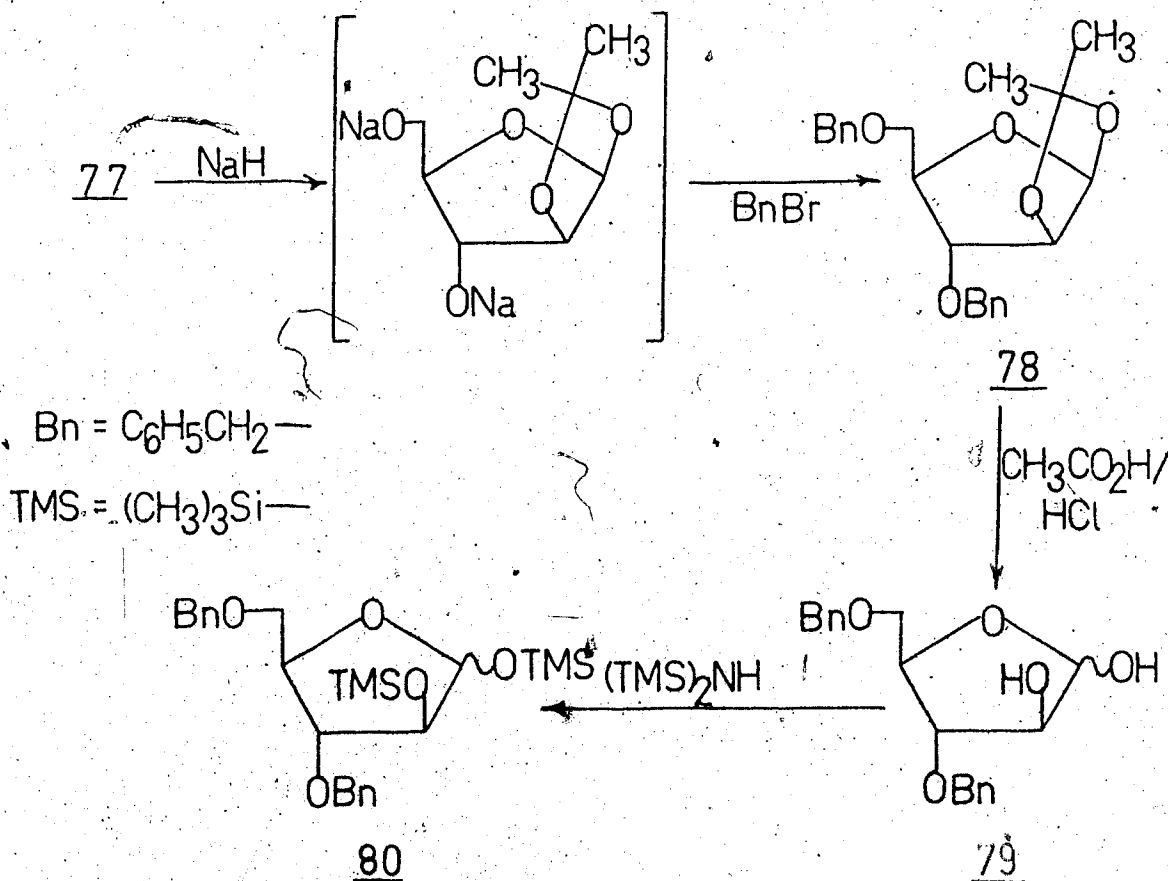 77
NaH
NaO
CH3
CH3
O
O
O
ONa
BnBr
BnO
CH3
CH3
O
O
O
OBn
78
Bn = C6H5CH2—
TMS = (CH3)3Si—
CH3CO2H/
HCl
BnO
O
TMSO
OTMS
OBn
80
(TMS)2NH
BnO
O
HO
OH
OBn
79